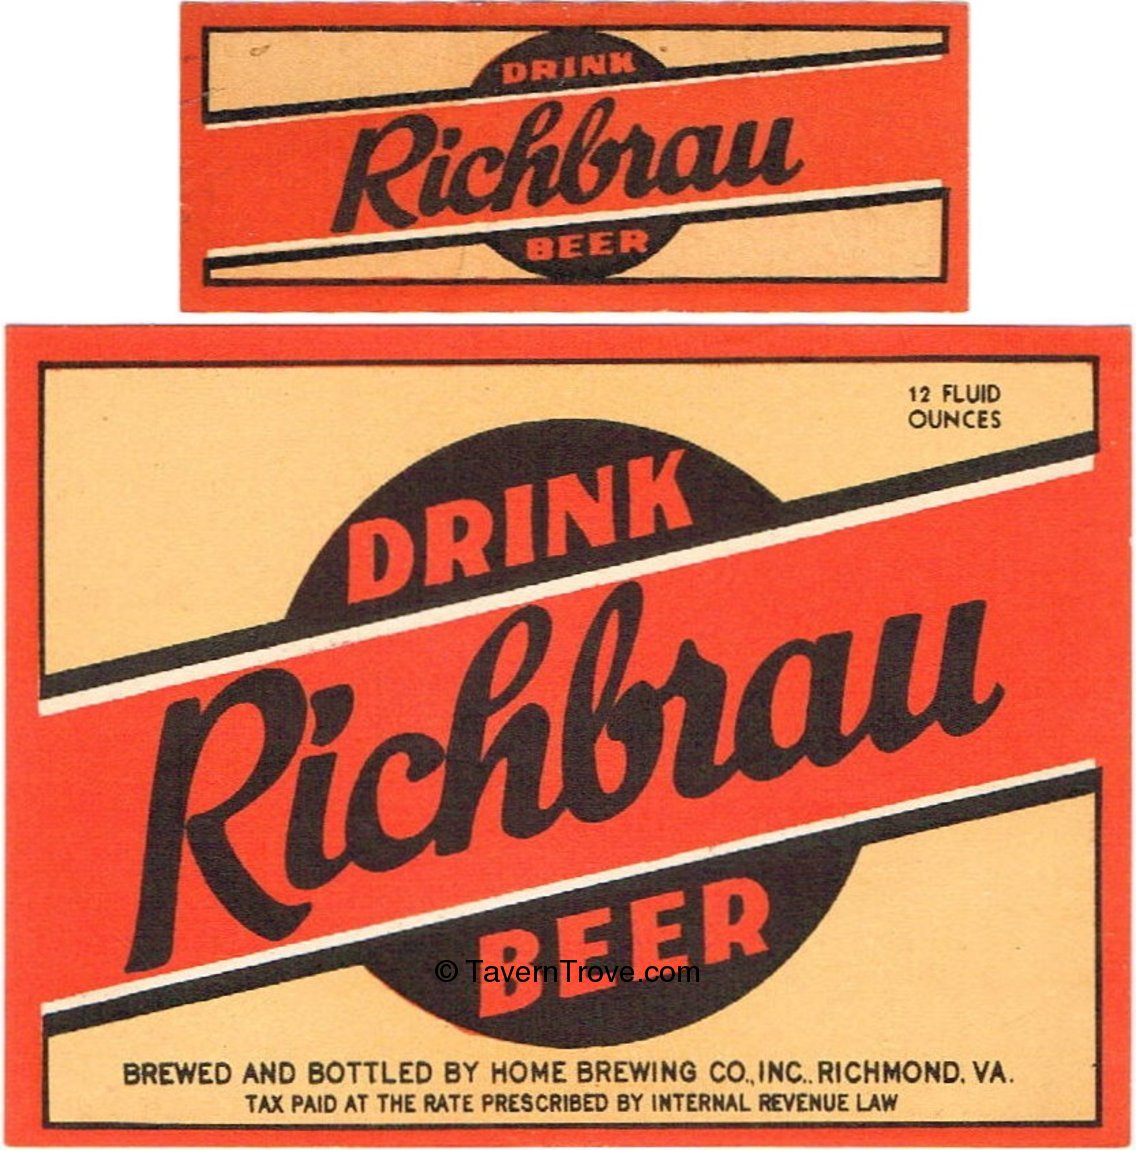 DRINK
Richbrau
BEER
12 FLUID
OUNCES
DRINK
Richbrau
BEER
© TavernTrove.com
BREWED AND BOTTLED BY HOME BREWING CO., INC., RICHMOND, VA.
TAX PAID AT THE RATE PRESCRIBED BY INTERNAL REVENUE LAW